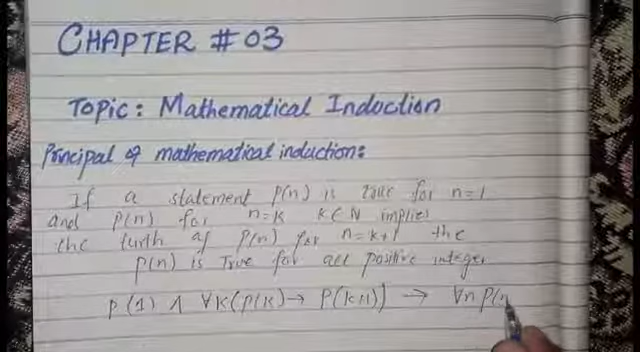 CHAPTER # 03
Topic: Mathematical Induction
Principal of mathematical induction:
If a statement P(n) is true for n=1
and P(n) for n=k k∈N implies
the turth of P(n) for n=k+1 the
P(n) is True for all positive integer
P(1) ∧ ∀k(P(k) → P(k+1)) → ∀n P(n